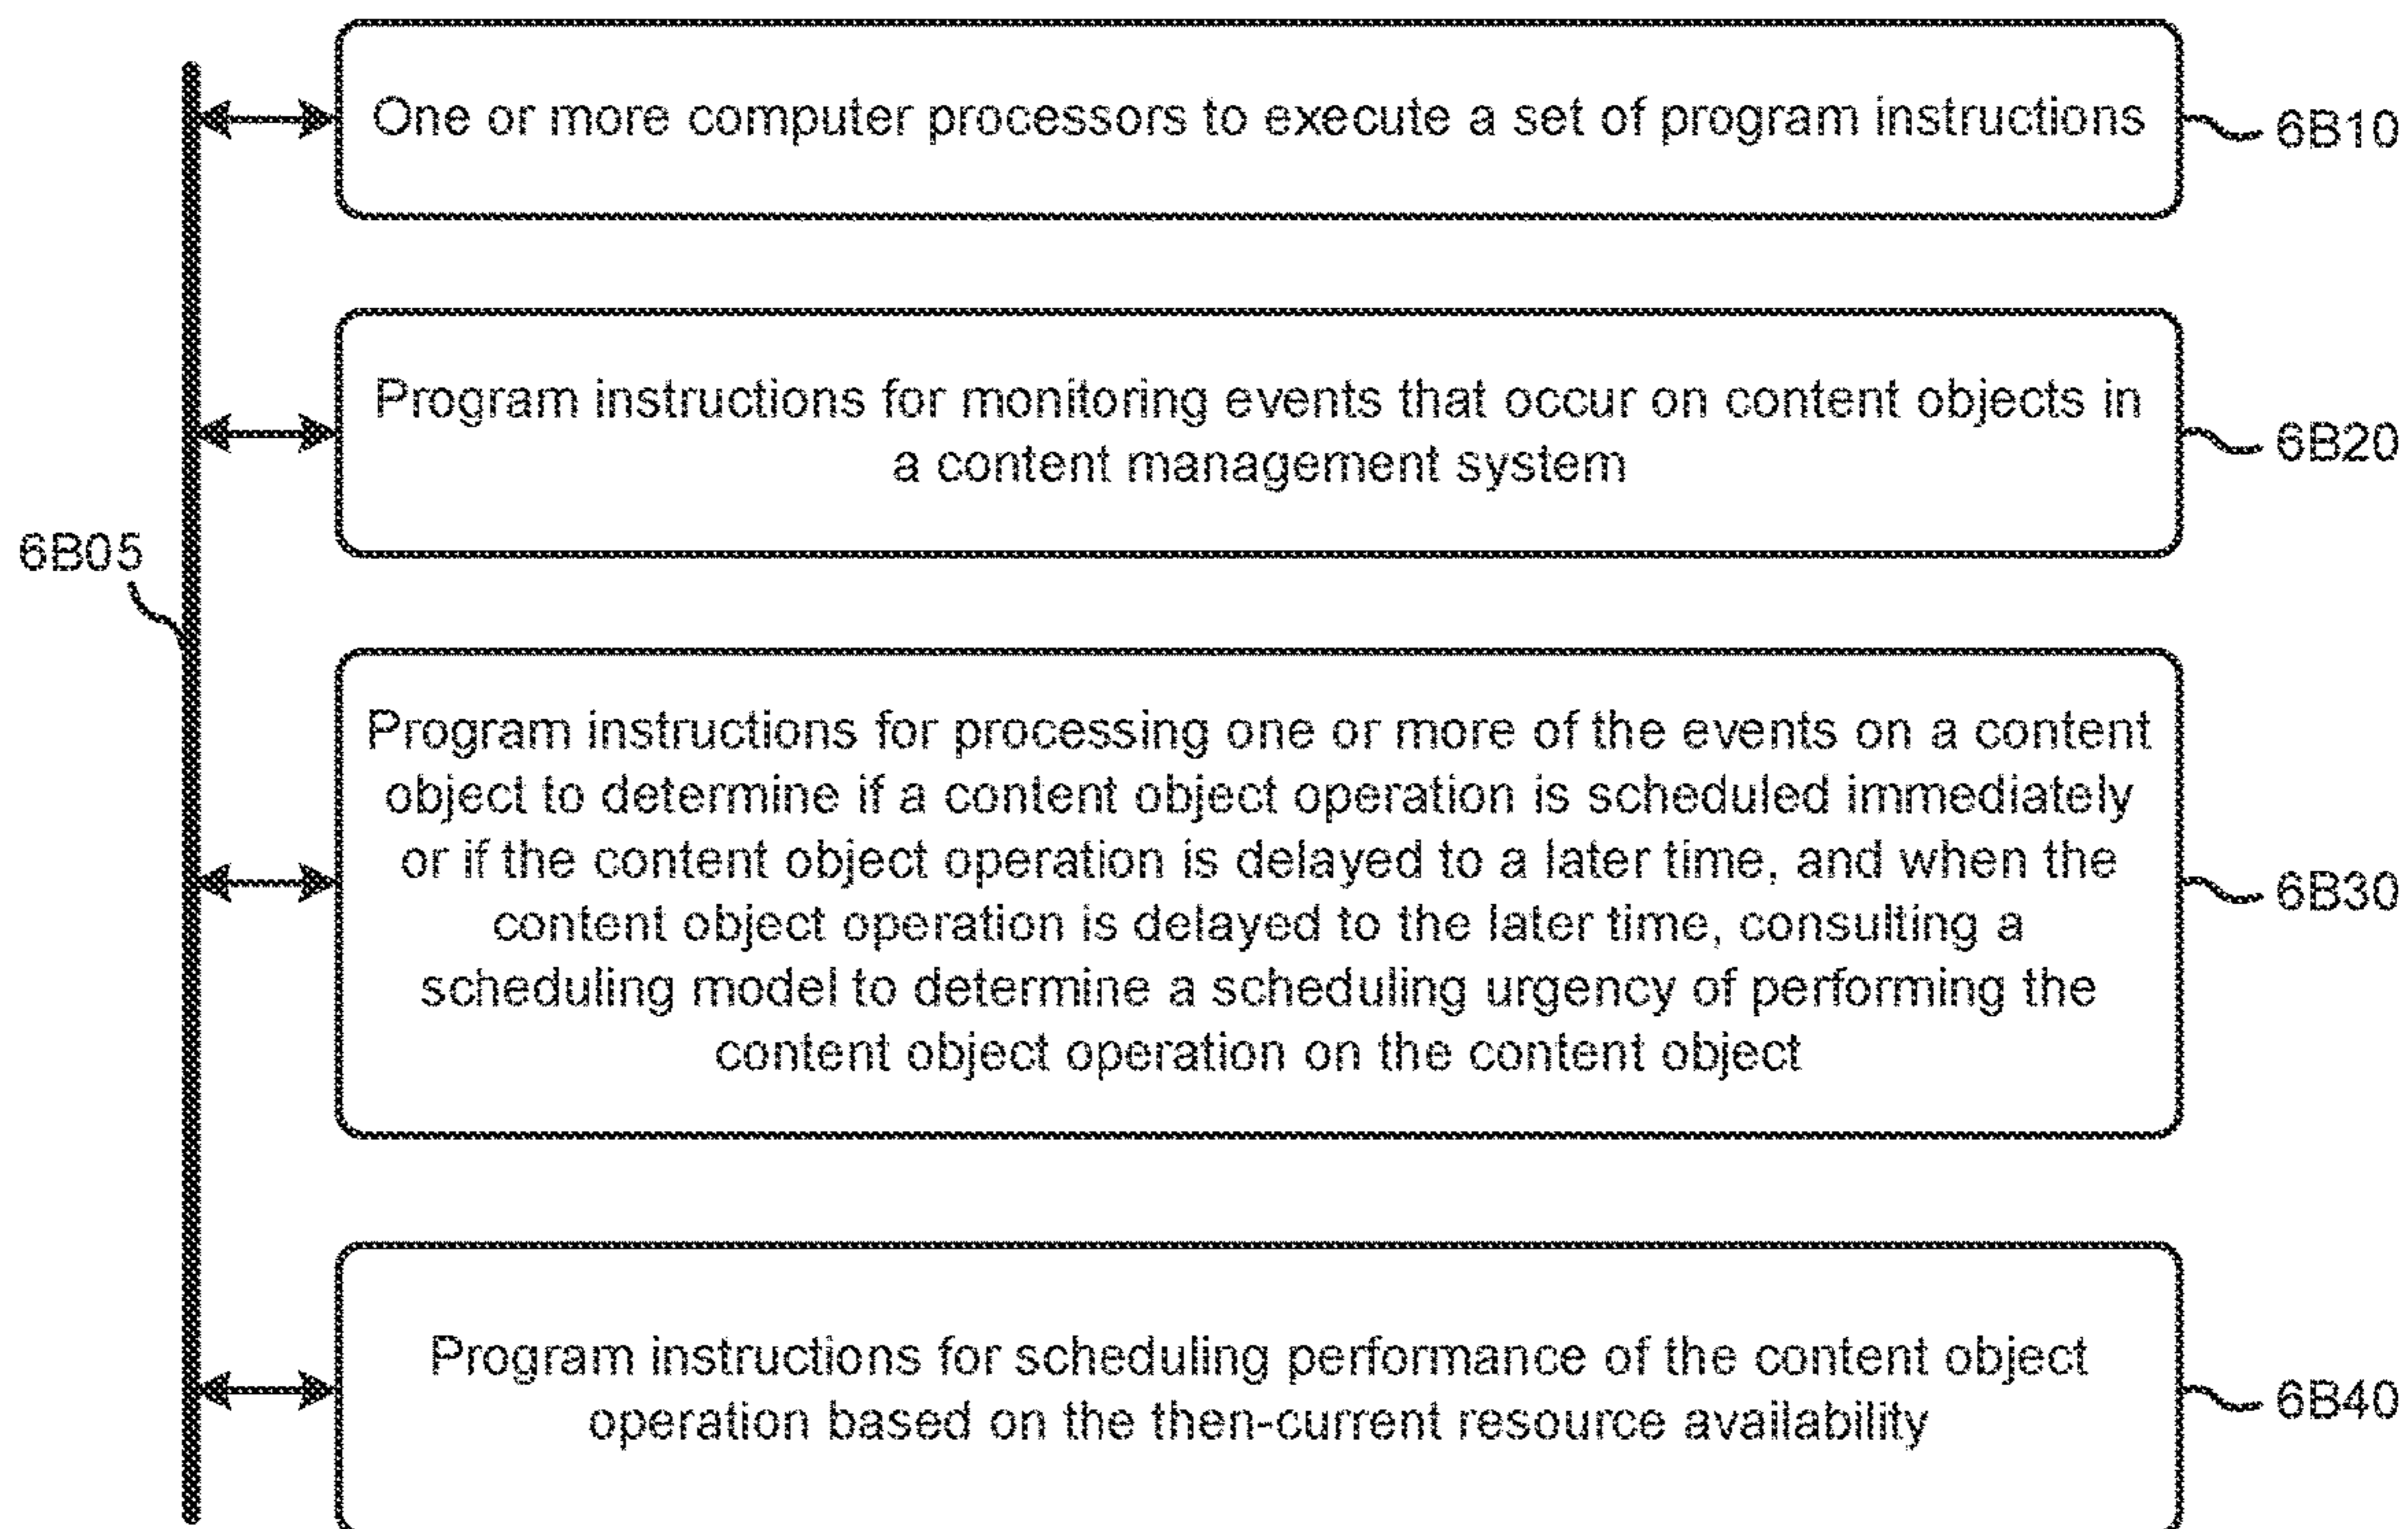 One or more computer processors to execute a set of program instructions
6B10
Program instructions for monitoring events that occur on content objects in
a content management system
6B20
6B05
Program instructions for processing one or more of the events on a content
object to determine if a content object operation is scheduled immediately
or if the content object operation is delayed to a later time, and when the
content object operation is delayed to the later time, consulting a
scheduling model to determine a scheduling urgency of performing the
content object operation on the content object
6B30
Program instructions for scheduling performance of the content object
operation based on the then-current resource availability
6B40